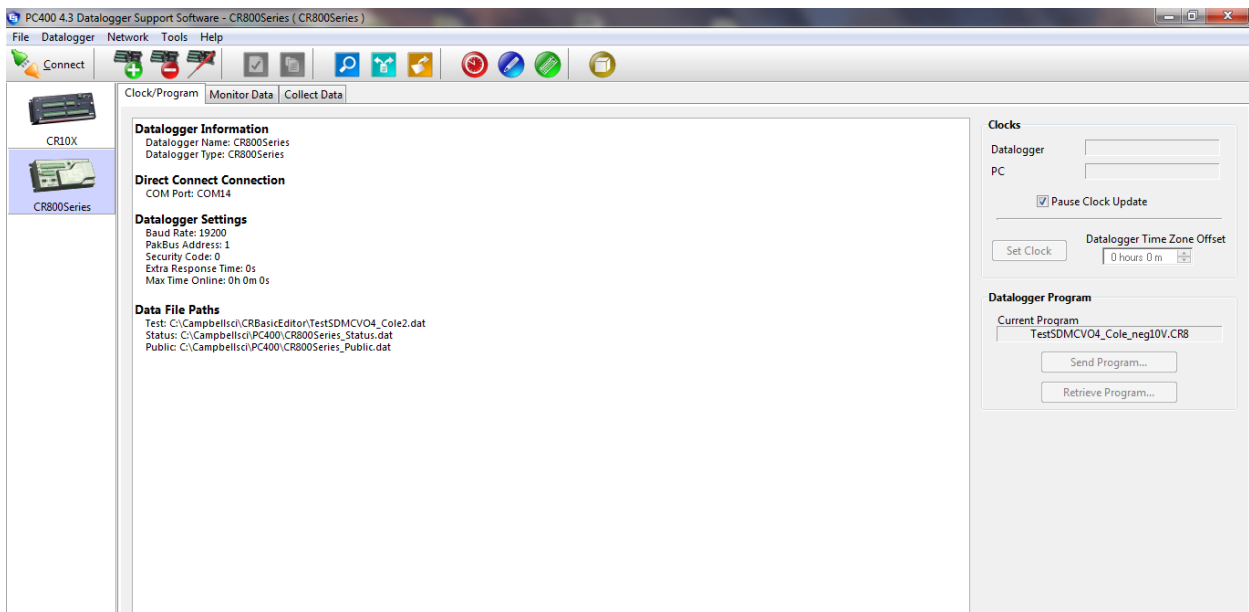 PC400 4.3 Datalogger Support Software - CR800Series ( CR800Series )
File Datalogger Network Tools Help
Connect
Clock/Program Monitor Data Collect Data
CR10X
CR800Series
Datalogger Information
Datalogger Name: CR800Series
Datalogger Type: CR800Series
Direct Connect Connection
COM Port: COM14
Datalogger Settings
Baud Rate: 19200
PakBus Address: 1
Security Code: 0
Extra Response Time: 0s
Max Time Online: 0h 0m 0s
Data File Paths
Test: C:\Campbellsci\CRBasicEditor\TestSDMCVO4_Cole2.dat
Status: C:\Campbellsci\PC400\CR800Series_Status.dat
Public: C:\Campbellsci\PC400\CR800Series_Public.dat
Clocks
Datalogger
PC
Pause Clock Update
Set Clock
Datalogger Time Zone Offset
0 hours 0 m
Datalogger Program
Current Program
TestSDMCVO4_Cole_neg10V.CR8
Send Program...
Retrieve Program...